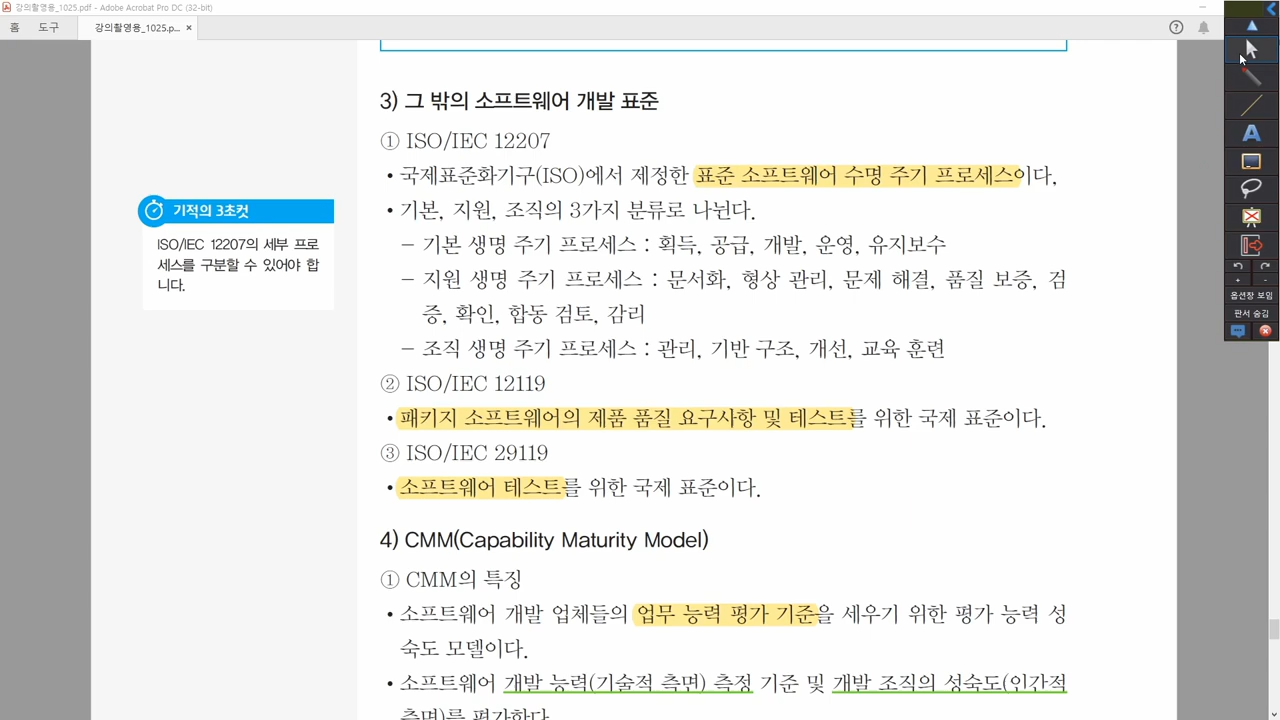 강의촬영용_1025.pdf - Adobe Acrobat Pro DC (32-bit)
홈 도구 강의촬영용_1025.p... ×
3) 그 밖의 소프트웨어 개발 표준
① ISO/IEC 12207
• 국제표준화기구(ISO)에서 제정한 표준 소프트웨어 수명 주기 프로세스이다.
• 기본, 지원, 조직의 3가지 분류로 나뉜다.
– 기본 생명 주기 프로세스 : 획득, 공급, 개발, 운영, 유지보수
– 지원 생명 주기 프로세스 : 문서화, 형상 관리, 문제 해결, 품질 보증, 검
증, 확인, 합동 검토, 감리
– 조직 생명 주기 프로세스 : 관리, 기반 구조, 개선, 교육 훈련
② ISO/IEC 12119
• 패키지 소프트웨어의 제품 품질 요구사항 및 테스트를 위한 국제 표준이다.
③ ISO/IEC 29119
• 소프트웨어 테스트를 위한 국제 표준이다.
4) CMM(Capability Maturity Model)
① CMM의 특징
• 소프트웨어 개발 업체들의 업무 능력 평가 기준을 세우기 위한 평가 능력 성
숙도 모델이다.
• 소프트웨어 개발 능력(기술적 측면) 측정 기준 및 개발 조직의 성숙도(인간적
측면)를 평가한다
기적의 3초컷
ISO/IEC 12207의 세부 프로
세스를 구분할 수 있어야 합
니다.
A
옵션창 보임
판서 숨김